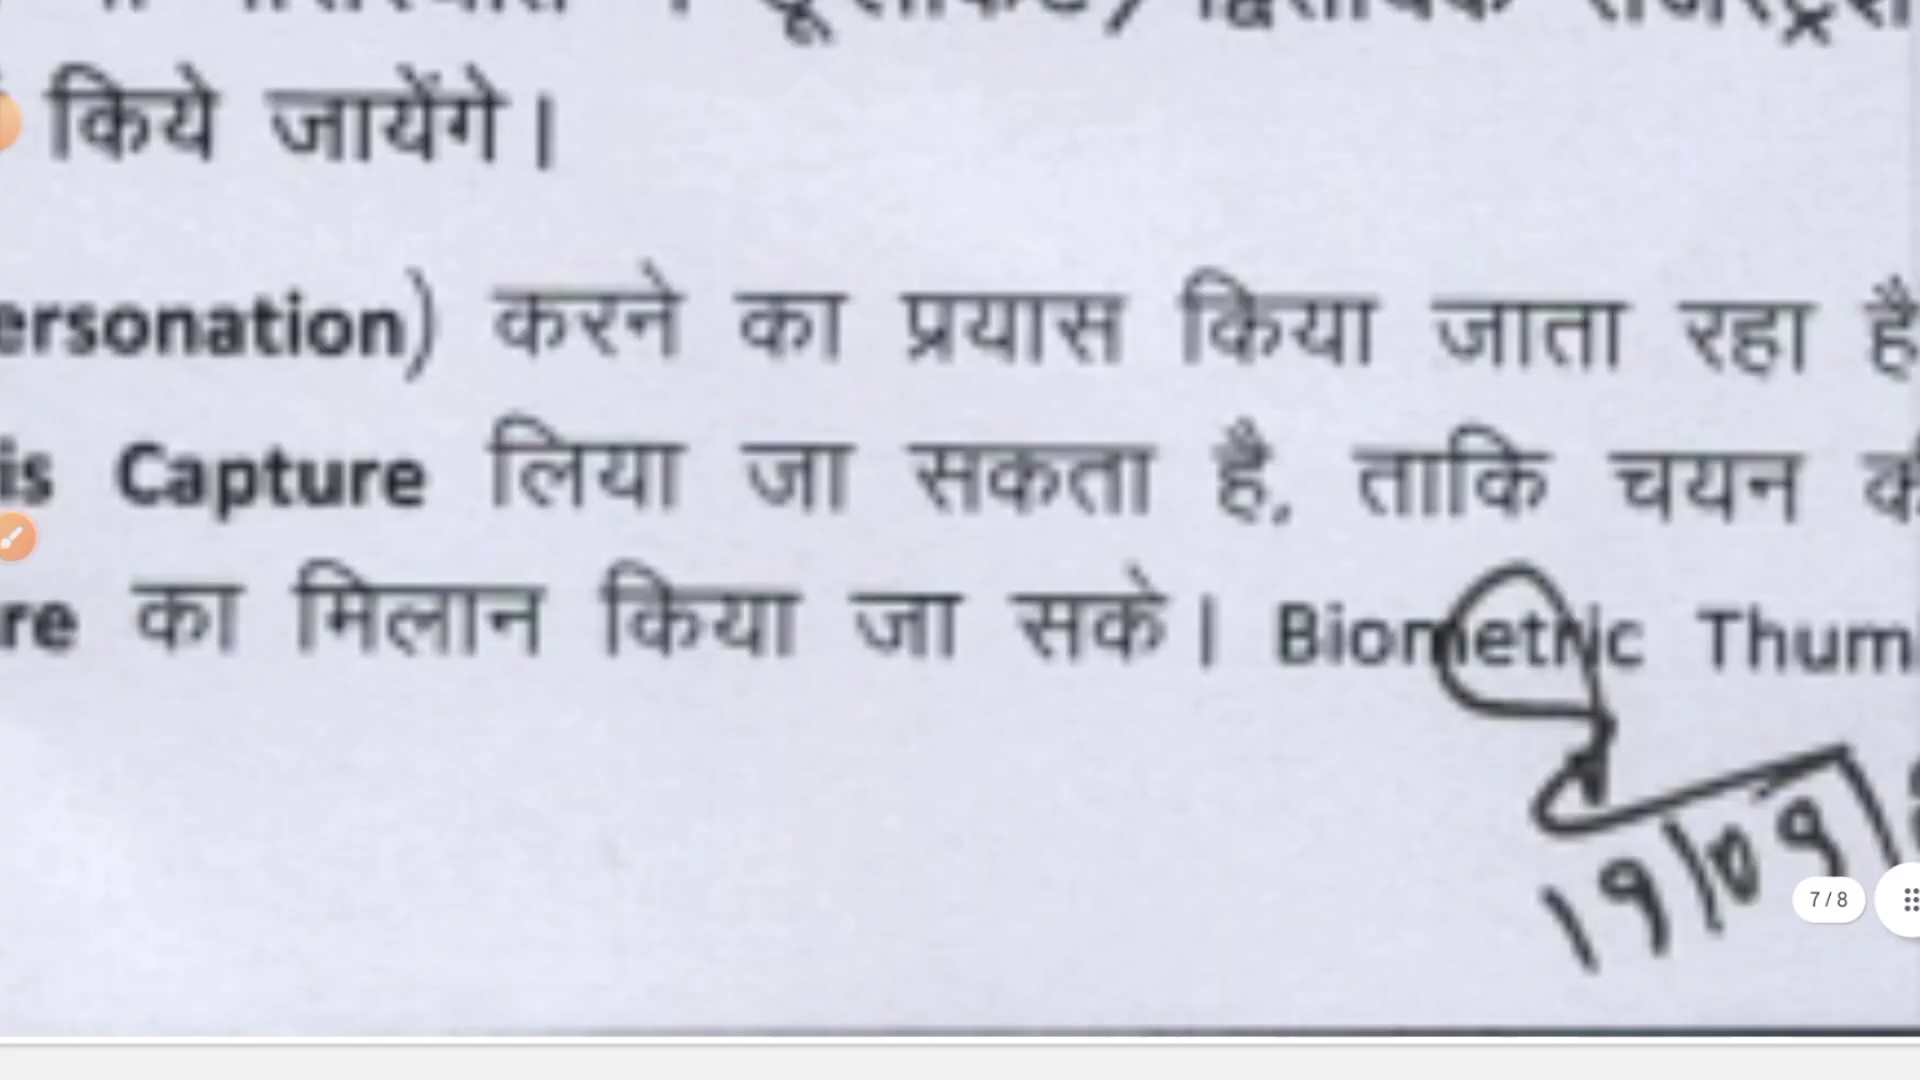 किये जायेंगे।
ersonation) करने का प्रयास किया जाता रहा है
is Capture लिया जा सकता है, ताकि चयन
re का मिलान किया जा सके। Biometric Thum
19/09/
7 / 8